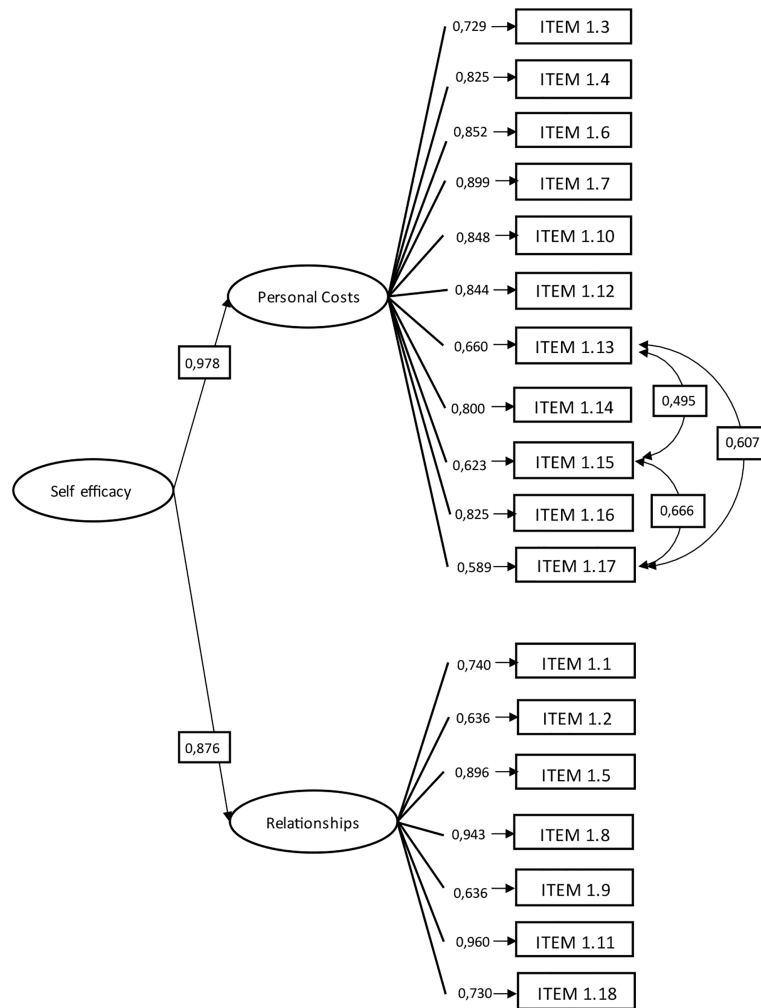 0,729 ITEM 1.3
0,825 ITEM 1.4
0,852 ITEM 1.6
0,899 ITEM 1.7
0,848 ITEM 1.10
0,844 ITEM 1.12
Personal Costs
0,660 ITEM 1.13
0,978
0,495
0,800 ITEM 1.14
0,607
0,623 ITEM 1.15
Self efficacy
0,666
0,825 ITEM 1.16
0,589 ITEM 1.17
0,740 ITEM 1.1
0,636 ITEM 1.2
0,876
0,896 ITEM 1.5
Relationships
0,943 ITEM 1.8
0,636 ITEM 1.9
0,960 ITEM 1.11
0,730 ITEM 1.18